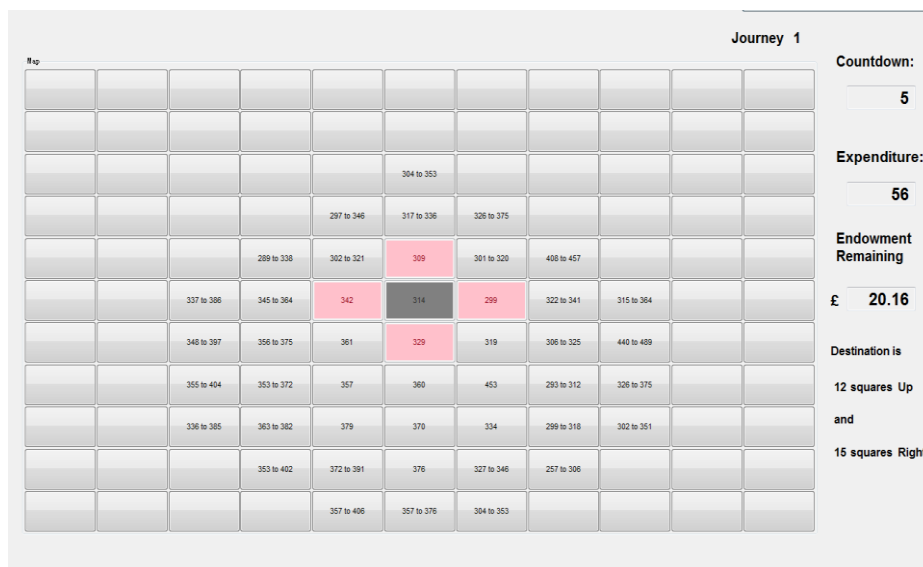 Journey 1
Map
304 to 353
297 to 346 317 to 336 326 to 375
289 to 338 302 to 321 309 301 to 320 408 to 457
337 to 386 345 to 364 342 314 299 322 to 341 315 to 364
348 to 397 356 to 375 361 329 319 306 to 325 440 to 489
355 to 404 353 to 372 357 360 453 293 to 312 326 to 375
336 to 385 363 to 382 379 370 334 299 to 318 302 to 351
353 to 402 372 to 391 376 327 to 346 257 to 306
357 to 406 357 to 376 304 to 353
Countdown:
5
Expenditure:
56
Endowment
Remaining
£ 20.16
Destination is
12 squares Up
and
15 squares Right